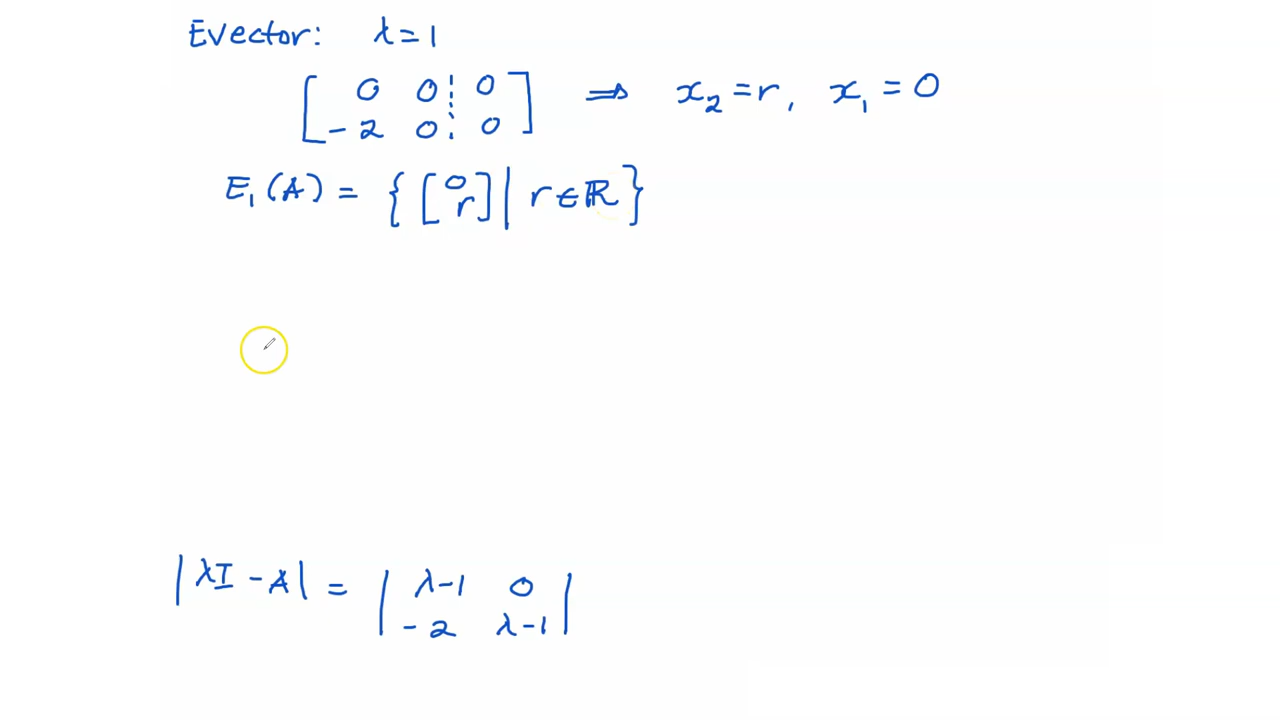 Evector: λ = 1
[ 0 0 ¦ 0 ]
[ -2 0 ¦ 0 ] ⇒ x₂ = r, x₁ = 0
E₁(A) = { [ 0 r ] | r ∈ ℝ }
|λI - A| = | λ-1 0 |
| -2 λ-1 |